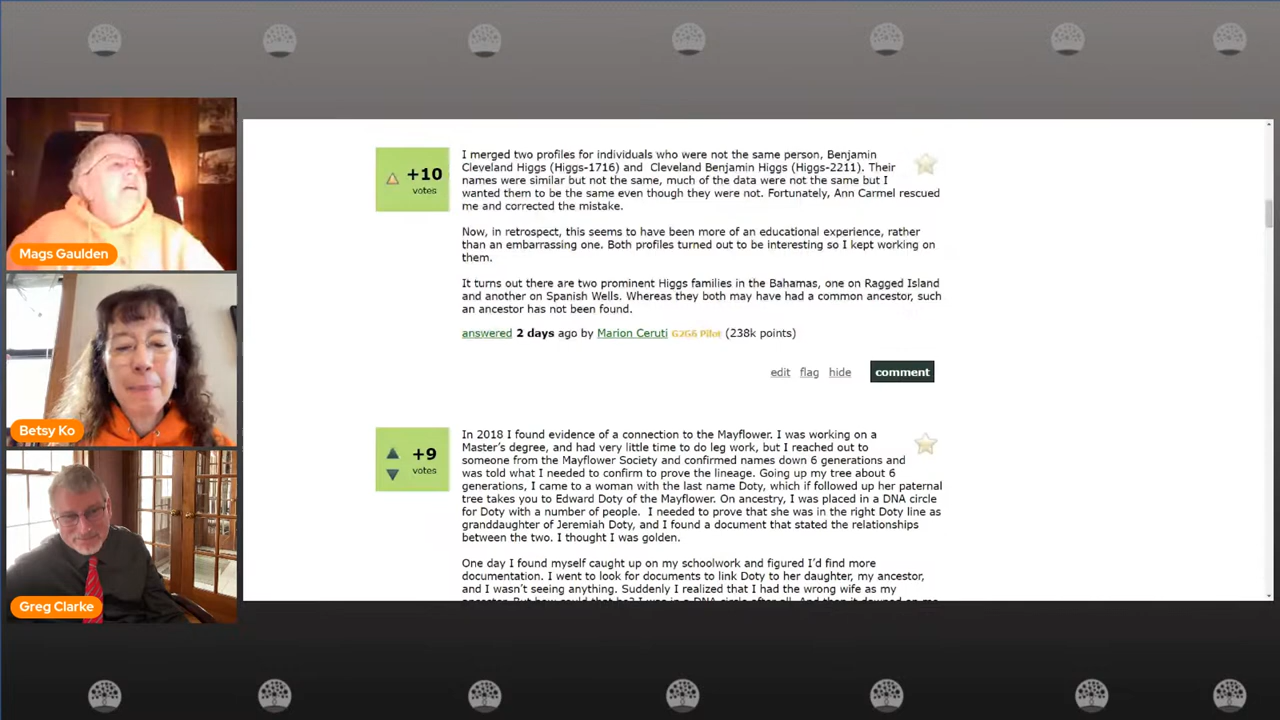 Mags Gaulden
Betsy Ko
Greg Clarke
+10
votes
I merged two profiles for individuals who were not the same person, Benjamin
Cleveland Higgs (Higgs-1716) and Cleveland Benjamin Higgs (Higgs-2211). Their
names were similar but not the same, much of the data were not the same but I
wanted them to be the same even though they were not. Fortunately, Ann Carmel rescued
me and corrected the mistake.
Now, in retrospect, this seems to have been more of an educational experience, rather
than an embarrassing one. Both profiles turned out to be interesting so I kept working on
them.
It turns out there are two prominent Higgs families in the Bahamas, one on Ragged Island
and another on Spanish Wells. Whereas they both may have had a common ancestor, such
an ancestor has not been found.
answered 2 days ago by Marion Ceruti G2G6 Pilot (238k points)
edit flag hide comment
+9
votes
In 2018 I found evidence of a connection to the Mayflower. I was working on a
Master's degree, and had very little time to do leg work, but I reached out to
someone from the Mayflower Society and confirmed names down 6 generations and
was told what I needed to confirm to prove the lineage. Going up my tree about 6
generations, I came to a woman with the last name Doty, which if followed up her paternal
tree takes you to Edward Doty of the Mayflower. On ancestry, I was placed in a DNA circle
for Doty with a number of people. I needed to prove that she was in the right Doty line as
granddaughter of Jeremiah Doty, and I found a document that stated the relationships
between the two. I thought I was golden.
One day I found myself caught up on my schoolwork and figured I'd find more
documentation. I went to look for documents to link Doty to her daughter, my ancestor,
and I wasn't seeing anything. Suddenly I realized that I had the wrong wife as my